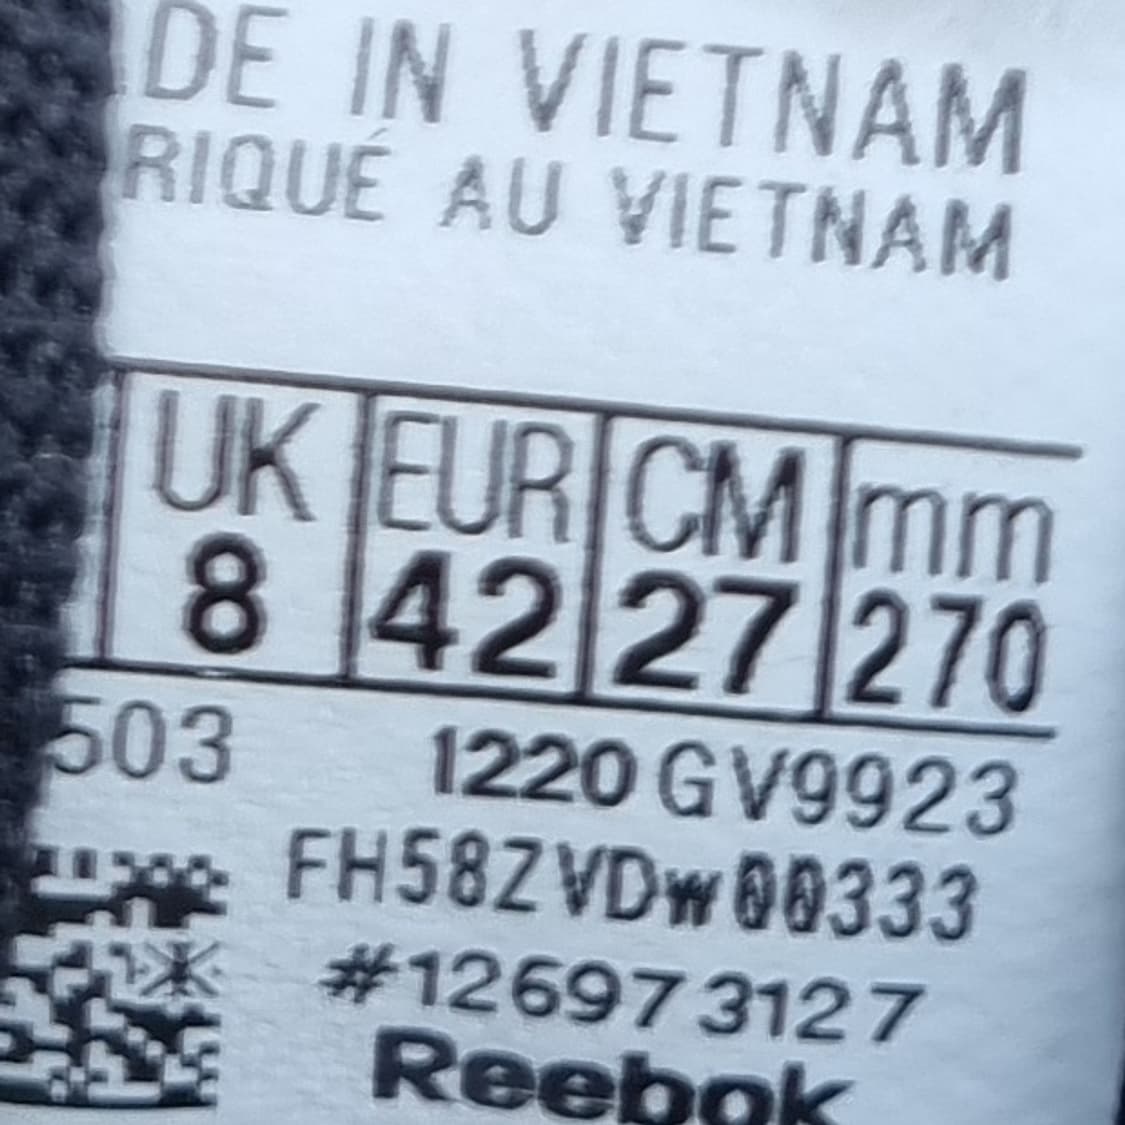 DE IN VIETNAM
RIQUÉ AU VIETNAM
UK EUR CM mm
8 42 27 270
503 1220 GV9923
FH58ZVDw00333
#126973127
Reebok